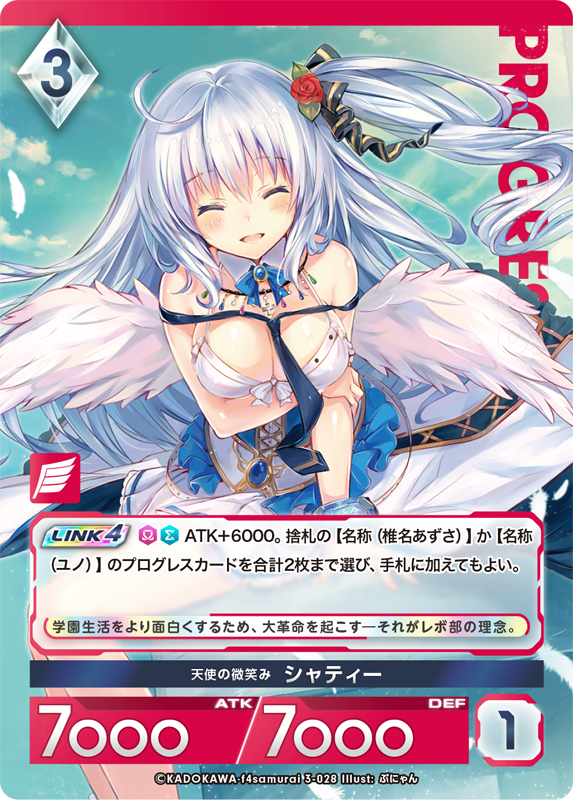 3
PROGRES
LINK4 ATK+6000。捨札の【名称(椎名あずさ)】か【名称
(ユノ)】のプログレスカードを合計2枚まで選び、手札に加えてもよい。
学園生活をより面白くするため、大革命を起こす―それがレボ部の理念。
天使の微笑み シャティー
ATK 7000 / DEF 7000
1
©KADOKAWA・f4samurai 3-028 Illust: ぷにゃん